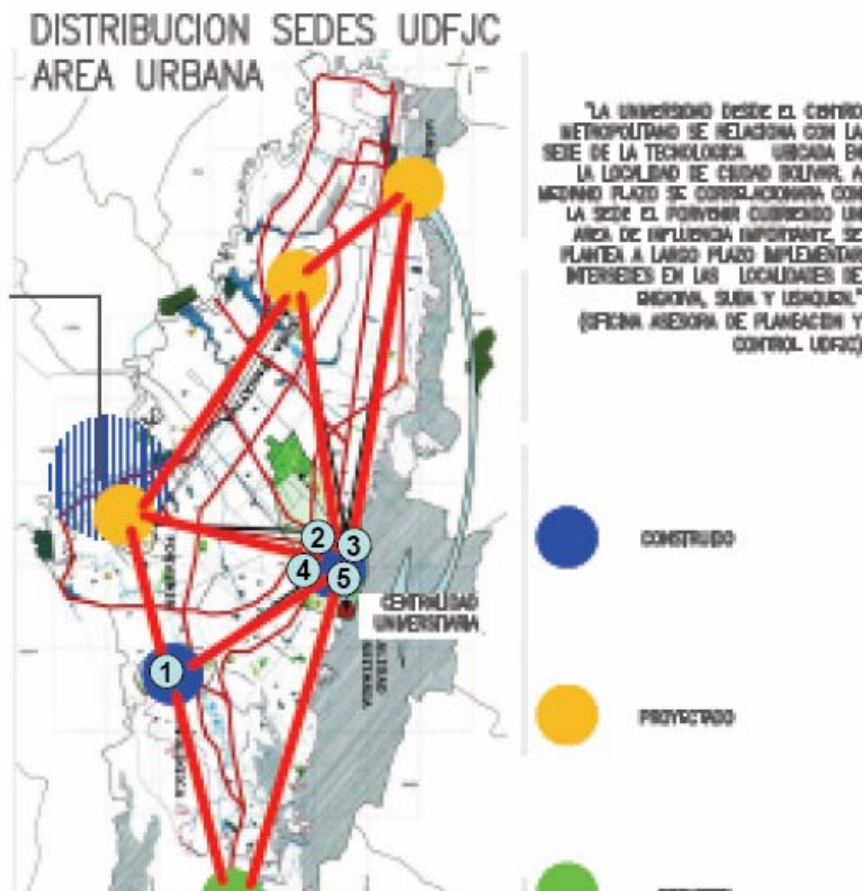 DISTRIBUCION SEDES UDFJC
AREA URBANA
"LA UNIVERSIDAD DESDE EL CENTRO
METROPOLITANO SE RELACIONA CON LA
SEDE DE LA TECNOLOGICA UBICADA EN
LA LOCALIDAD DE CIUDAD BOLIVAR, A
MEDIANO PLAZO SE CORRELACIONARA CON
LA SEDE EL PORVENIR CUBRIENDO UN
AREA DE INFLUENCIA IMPORTANTE, SE
PLANTEA A LARGO PLAZO IMPLEMENTAR
INTERSEDES EN LAS LOCALIDADES DE
ENGATIVA, SUBA Y USAQUEN."
(OFICINA ASESORA DE PLANEACION Y
CONTROL UDFJC)
2
3
4
5
CONSTRUIDO
CENTRALIDAD
UNIVERSITARIA
1
PROYECTADO